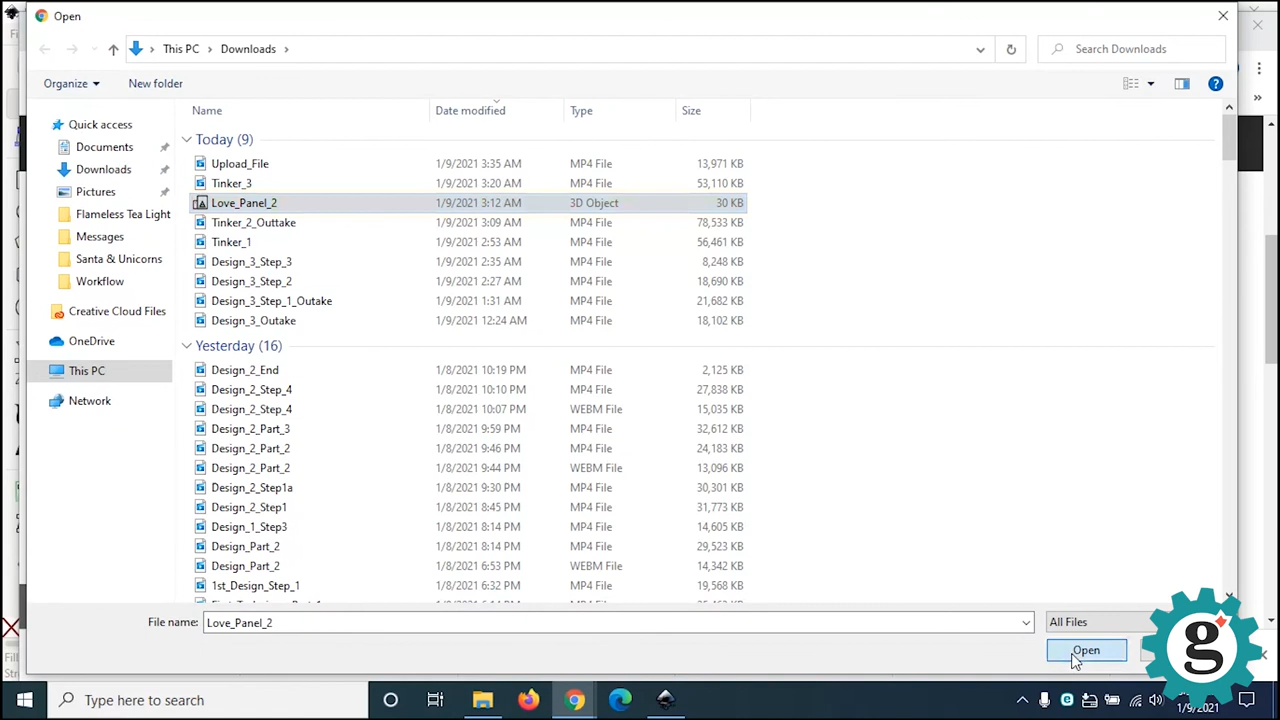 Open
This PC > Downloads >
Search Downloads
Organize
New folder
Name Date modified Type Size
Quick access
Documents
Downloads
Pictures
Flameless Tea Light
Messages
Santa & Unicorns
Workflow
Creative Cloud Files
OneDrive
This PC
Network
Today (9)
Upload_File 1/9/2021 3:35 AM MP4 File 13,971 KB
Tinker_3 1/9/2021 3:20 AM MP4 File 53,110 KB
Love_Panel_2 1/9/2021 3:12 AM 3D Object 30 KB
Tinker_2_Outtake 1/9/2021 3:09 AM MP4 File 78,533 KB
Tinker_1 1/9/2021 2:53 AM MP4 File 56,461 KB
Design_3_Step_3 1/9/2021 2:35 AM MP4 File 8,248 KB
Design_3_Step_2 1/9/2021 2:27 AM MP4 File 18,690 KB
Design_3_Step_1_Outake 1/9/2021 1:31 AM MP4 File 21,682 KB
Design_3_Outake 1/9/2021 12:24 AM MP4 File 18,102 KB
Yesterday (16)
Design_2_End 1/8/2021 10:19 PM MP4 File 2,125 KB
Design_2_Step_4 1/8/2021 10:10 PM MP4 File 27,838 KB
Design_2_Step_4 1/8/2021 10:07 PM WEBM File 15,035 KB
Design_2_Part_3 1/8/2021 9:59 PM MP4 File 32,612 KB
Design_2_Part_2 1/8/2021 9:46 PM MP4 File 24,183 KB
Design_2_Part_2 1/8/2021 9:44 PM WEBM File 13,096 KB
Design_2_Step1a 1/8/2021 9:30 PM MP4 File 30,301 KB
Design_2_Step1 1/8/2021 8:45 PM MP4 File 31,773 KB
Design_1_Step3 1/8/2021 8:14 PM MP4 File 14,605 KB
Design_Part_2 1/8/2021 8:14 PM MP4 File 29,523 KB
Design_Part_2 1/8/2021 6:53 PM WEBM File 14,342 KB
1st_Design_Step_1 1/8/2021 6:32 PM MP4 File 19,568 KB
File name: Love_Panel_2
All Files
Open
g
Type here to search
1/9/2021